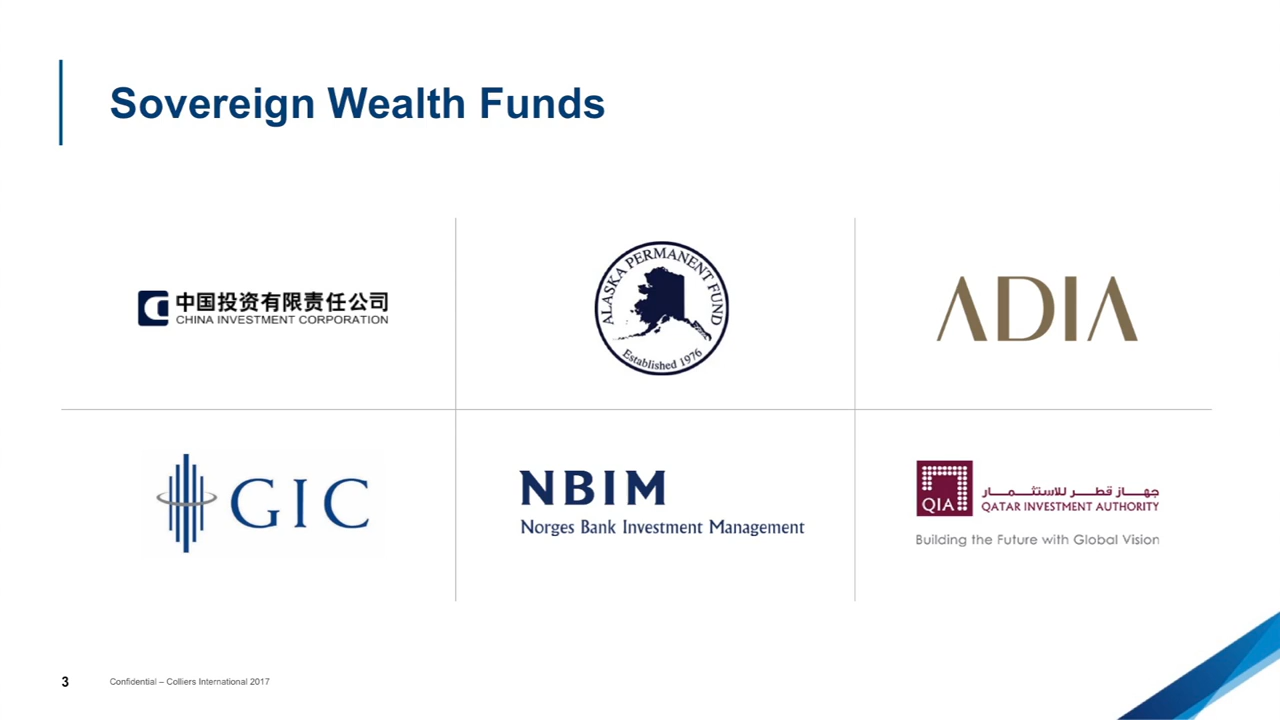 Sovereign Wealth Funds
中国投资有限责任公司
CHINA INVESTMENT CORPORATION
ALASKA PERMANENT FUND
Established 1976
ADIA
GIC
NBIM
Norges Bank Investment Management
QIA
جهاز قطر للاستثمار
QATAR INVESTMENT AUTHORITY
Building the Future with Global Vision
3
Confidential – Colliers International 2017